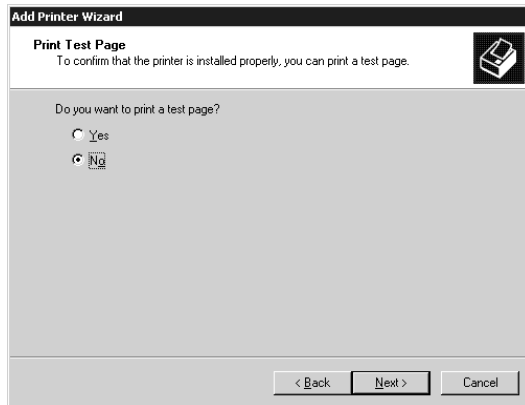 Add Printer Wizard
Print Test Page
To confirm that the printer is installed properly, you can print a test page.
Do you want to print a test page?
Yes
No
< Back
Next >
Cancel